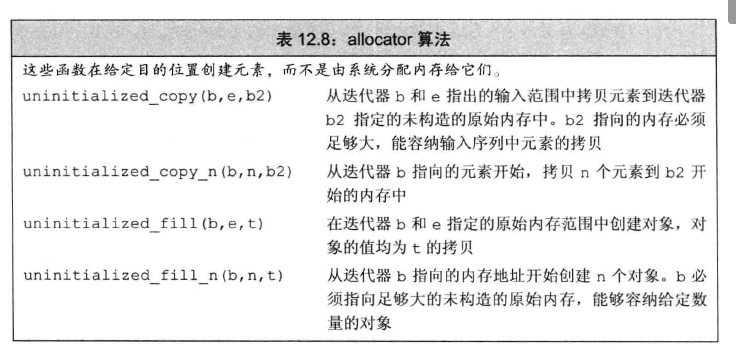 表 12.8：allocator 算法
这些函数在给定目的位置创建元素，而不是由系统分配内存给它们。
uninitialized_copy(b,e,b2) 从迭代器 b 和 e 指出的输入范围中拷贝元素到迭代器
b2 指定的未构造的原始内存中。b2 指向的内存必须
足够大，能容纳输入序列中元素的拷贝
uninitialized_copy_n(b,n,b2) 从迭代器 b 指向的元素开始，拷贝 n 个元素到 b2 开
始的内存中
uninitialized_fill(b,e,t) 在迭代器 b 和 e 指定的原始内存范围中创建对象，对
象的值均为 t 的拷贝
uninitialized_fill_n(b,n,t) 从迭代器 b 指向的内存地址开始创建 n 个对象。b 必
须指向足够大的未构造的原始内存，能够容纳给定数
量的对象